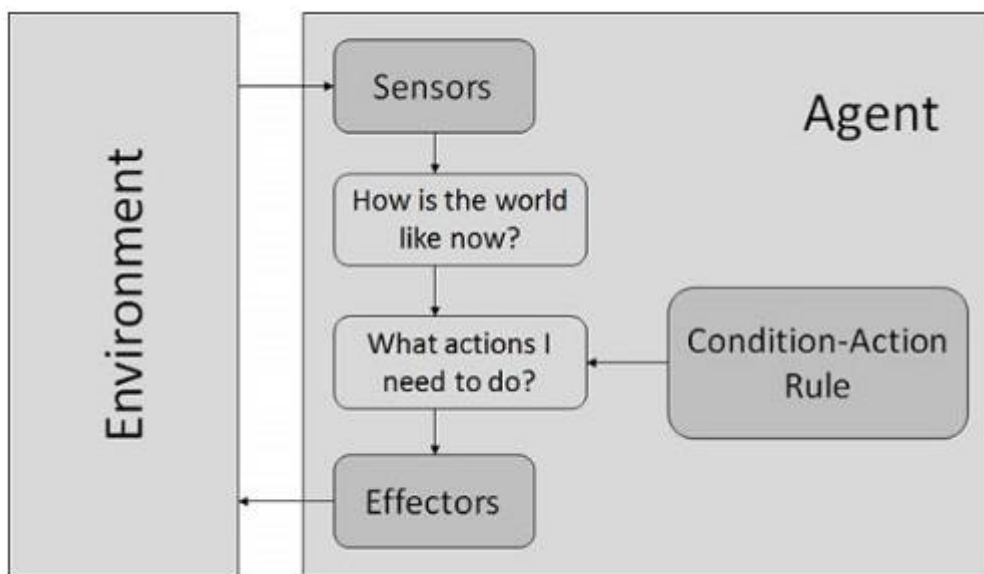 Environment
Sensors
Agent
How is the world
like now?
What actions I
need to do?
Condition-Action
Rule
Effectors